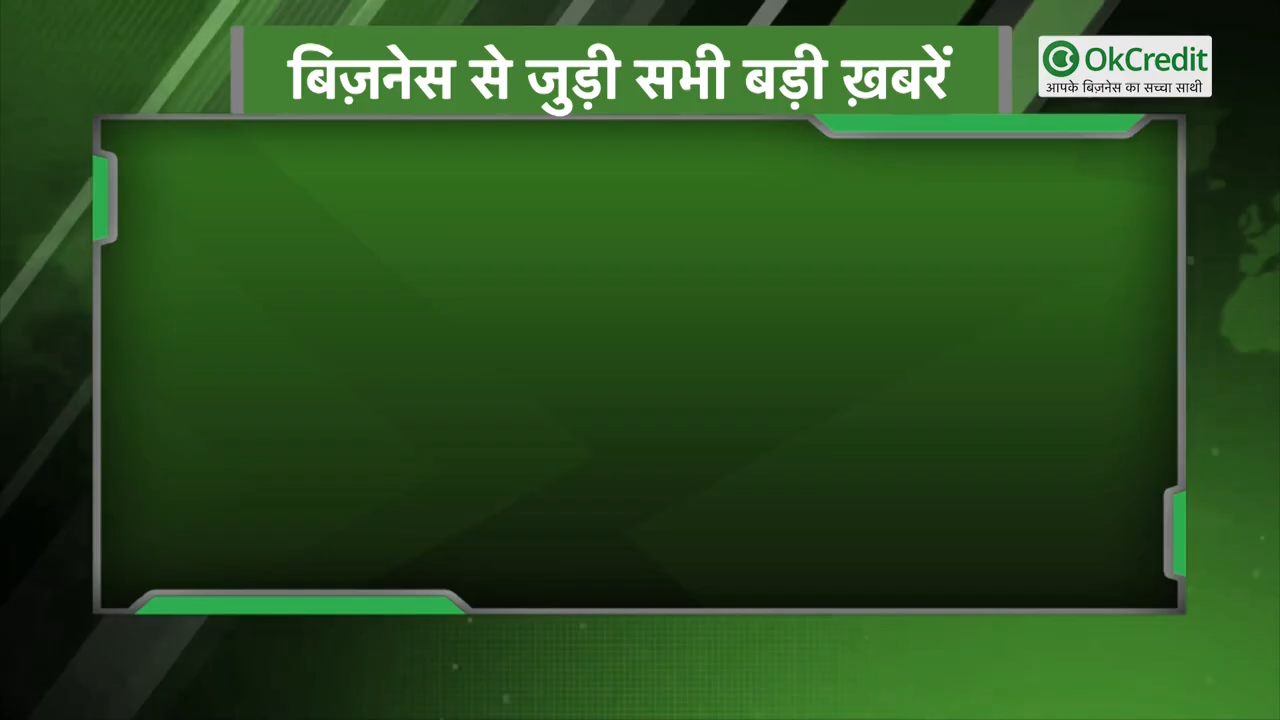 बिज़नेस से जुड़ी सभी बड़ी ख़बरें
OkCredit
आपके बिज़नेस का सच्चा साथी